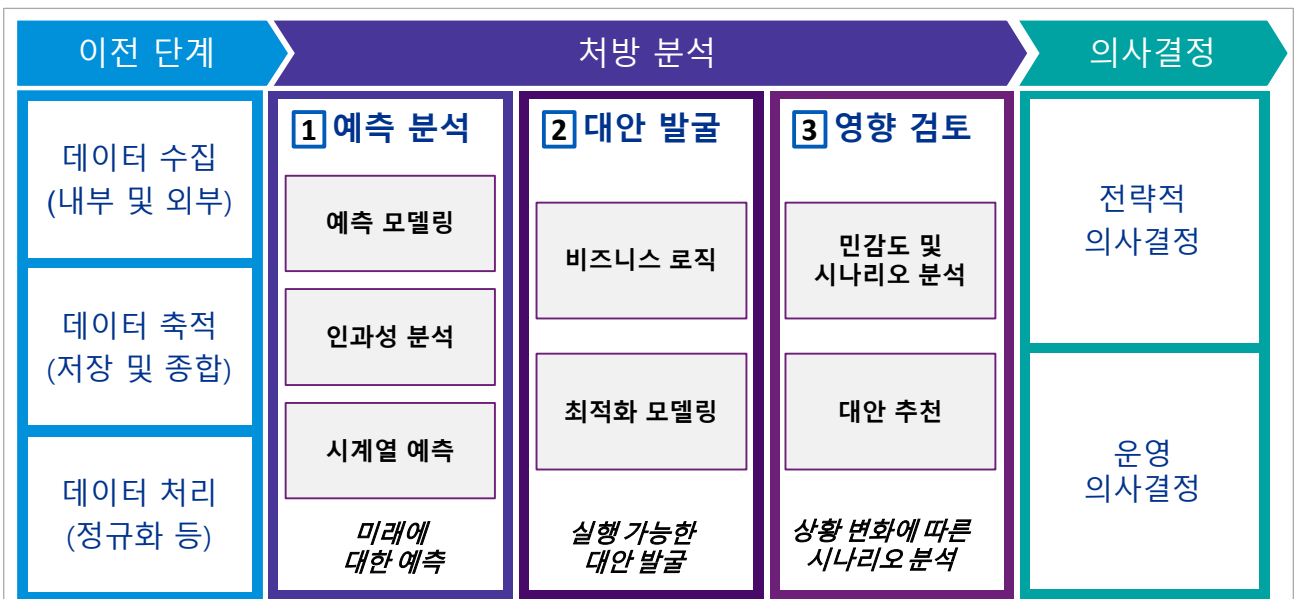 이전 단계
처방 분석
의사결정
데이터 수집
(내부 및 외부)
데이터 축적
(저장 및 종합)
데이터 처리
(정규화 등)
1 예측 분석
예측 모델링
인과성 분석
시계열 예측
미래에
대한 예측
2 대안 발굴
비즈니스 로직
최적화 모델링
실행 가능한
대안 발굴
3 영향 검토
민감도 및
시나리오 분석
대안 추천
상황 변화에 따른
시나리오 분석
전략적
의사결정
운영
의사결정